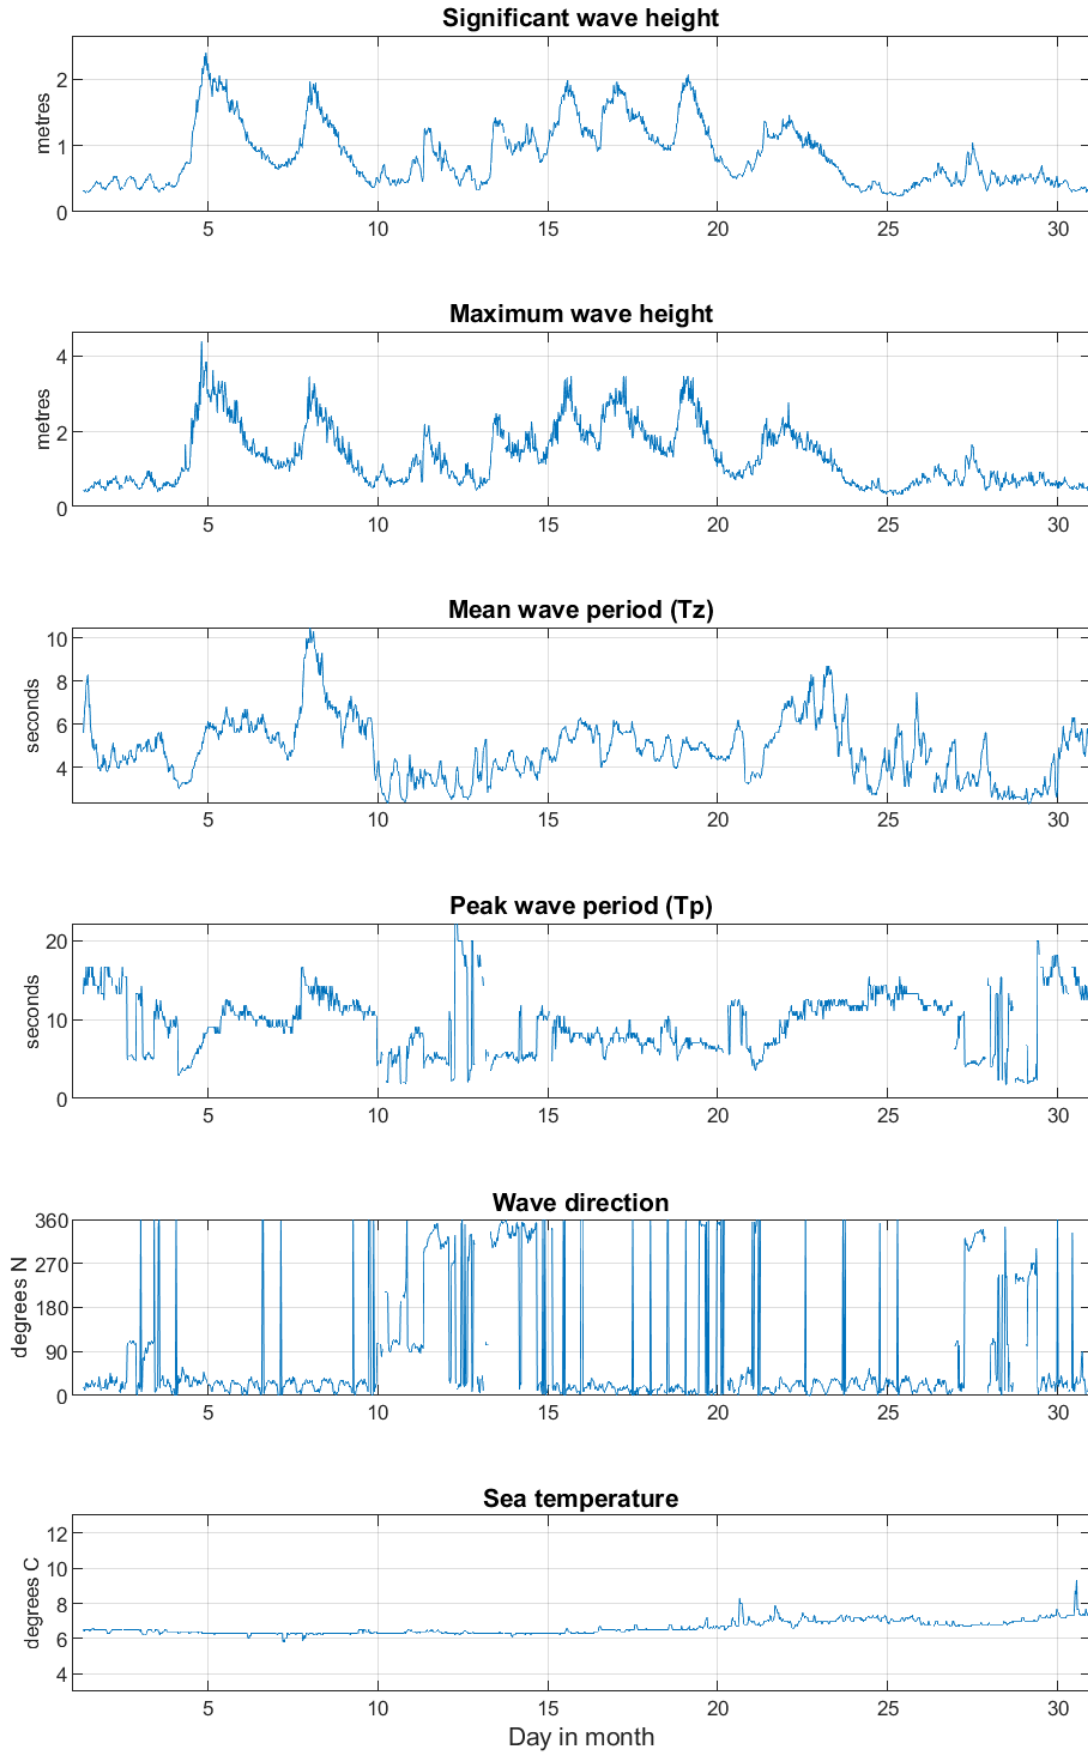 Significant wave height
metres
2
1
0
5 10 15 20 25 30
Maximum wave height
metres
4
2
0
5 10 15 20 25 30
Mean wave period (Tz)
seconds
10
8
6
4
5 10 15 20 25 30
Peak wave period (Tp)
seconds
20
10
0
5 10 15 20 25 30
Wave direction
degrees N
360
270
180
90
0
5 10 15 20 25 30
Sea temperature
degrees C
12
10
8
6
4
5 10 15 20 25 30
Day in month